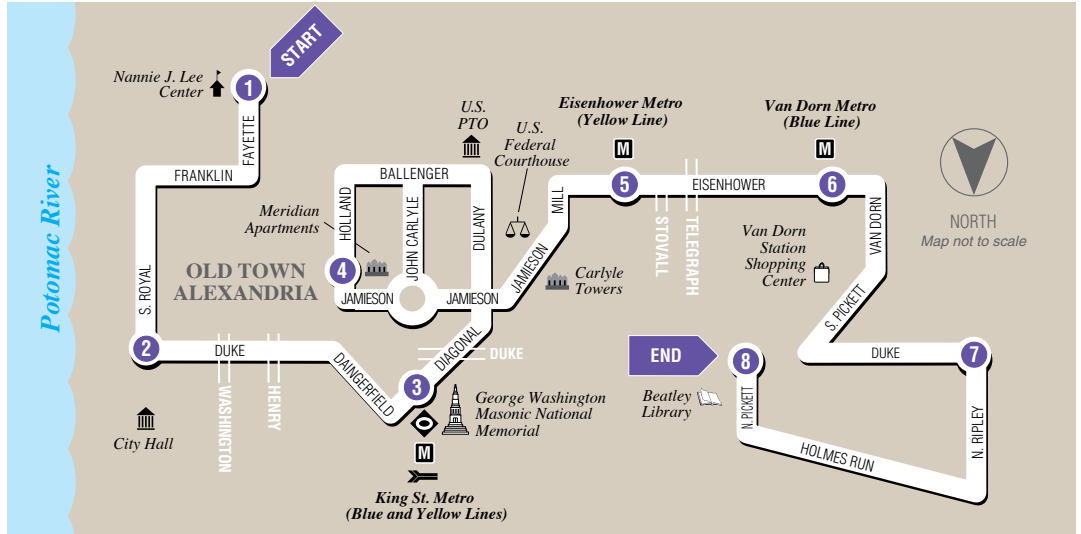 START
Nannie J. Lee
Center
1
FAYETTE
FRANKLIN
S. ROYAL
Potomac River
2
DUKE
City Hall
WASHINGTON
HENRY
DAINGERFIELD
3
DIAGONAL
DUKE
George Washington
Masonic National
Memorial
M
King St. Metro
(Blue and Yellow Lines)
OLD TOWN
ALEXANDRIA
Meridian
Apartments
4
HOLLAND
BALLENGER
JOHN CARLYLE
DULANY
JAMIESON
JAMIESON
JAMIESON
U.S.
PTO
U.S.
Federal
Courthouse
Carlyle
Towers
MILL
Eisenhower Metro
(Yellow Line)
M
5
STOVALL
TELEGRAPH
EISENHOWER
Van Dorn Metro
(Blue Line)
M
6
VAN DORN
Van Dorn
Station
Shopping
Center
S. PICKETT
DUKE
7
N. RIPLEY
HOLMES RUN
N. PICKETT
8
END
Beatley
Library
NORTH
Map not to scale